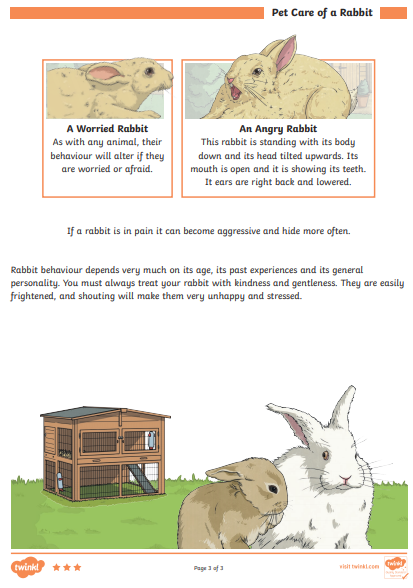 Pet Care of a Rabbit
A Worried Rabbit
As with any animal, their
behaviour will alter if they
are worried or afraid.
An Angry Rabbit
This rabbit is standing with its body
down and its head tilted upwards. Its
mouth is open and it is showing its teeth.
It ears are right back and lowered.
If a rabbit is in pain it can become aggressive and hide more often.
Rabbit behaviour depends very much on its age, its past experiences and its general
personality. You must always treat your rabbit with kindness and gentleness. They are easily
frightened, and shouting will make them very unhappy and stressed.
twinkl
Page 3 of 3
visit twinkl.com
twinkl